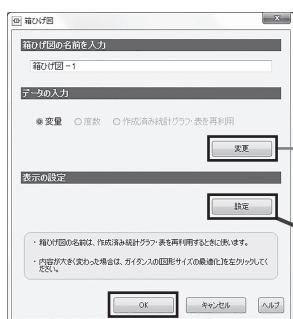 箱ひげ図
箱ひげ図の名前を入力
箱ひげ図-1
データの入力
変量 度数 作成済み統計グラフ・表を再利用
変更
表示の設定
設定
・ 箱ひげ図の名前は、作成済み統計グラフ・表を再利用するときに使います。
・ 内容が大きく変わった場合は、ガイダンスの[図形サイズの最適化]を左クリックしてく
ださい。
OK キャンセル ヘルプ